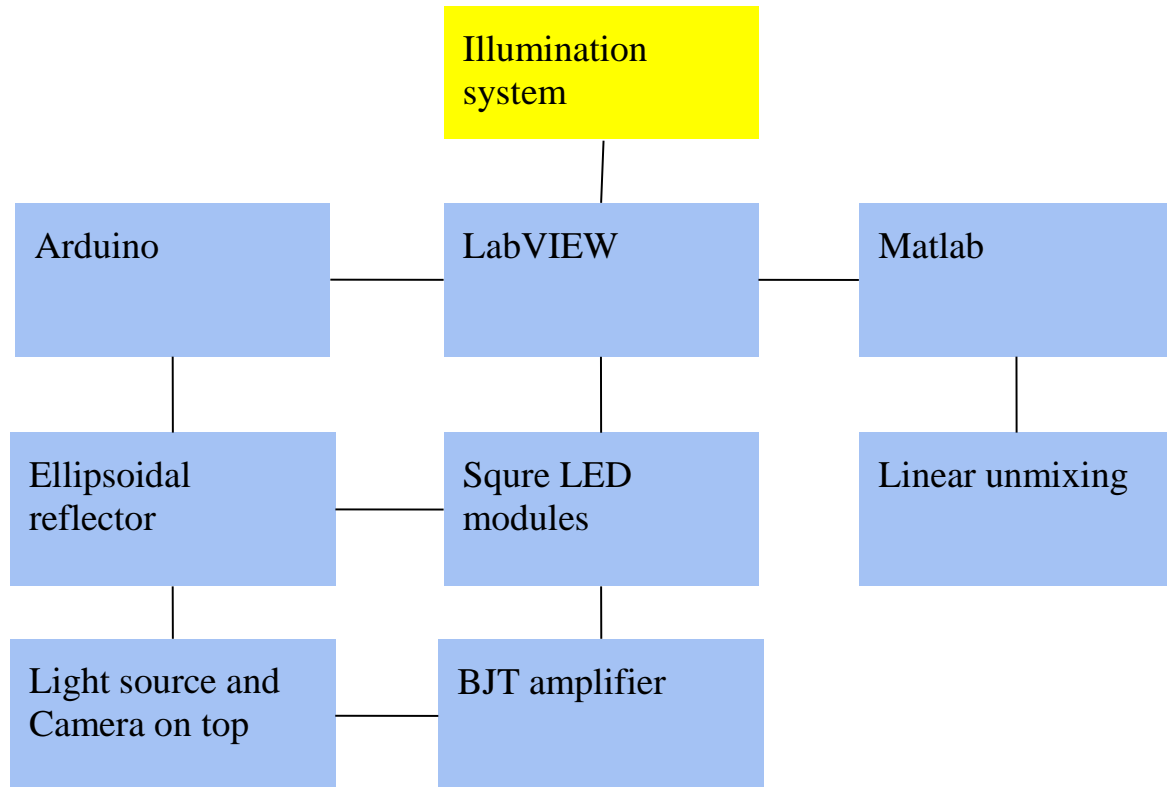 Illumination
system
Arduino
LabVIEW
Matlab
Ellipsoidal
reflector
Squre LED
modules
Linear unmixing
Light source and
Camera on top
BJT amplifier